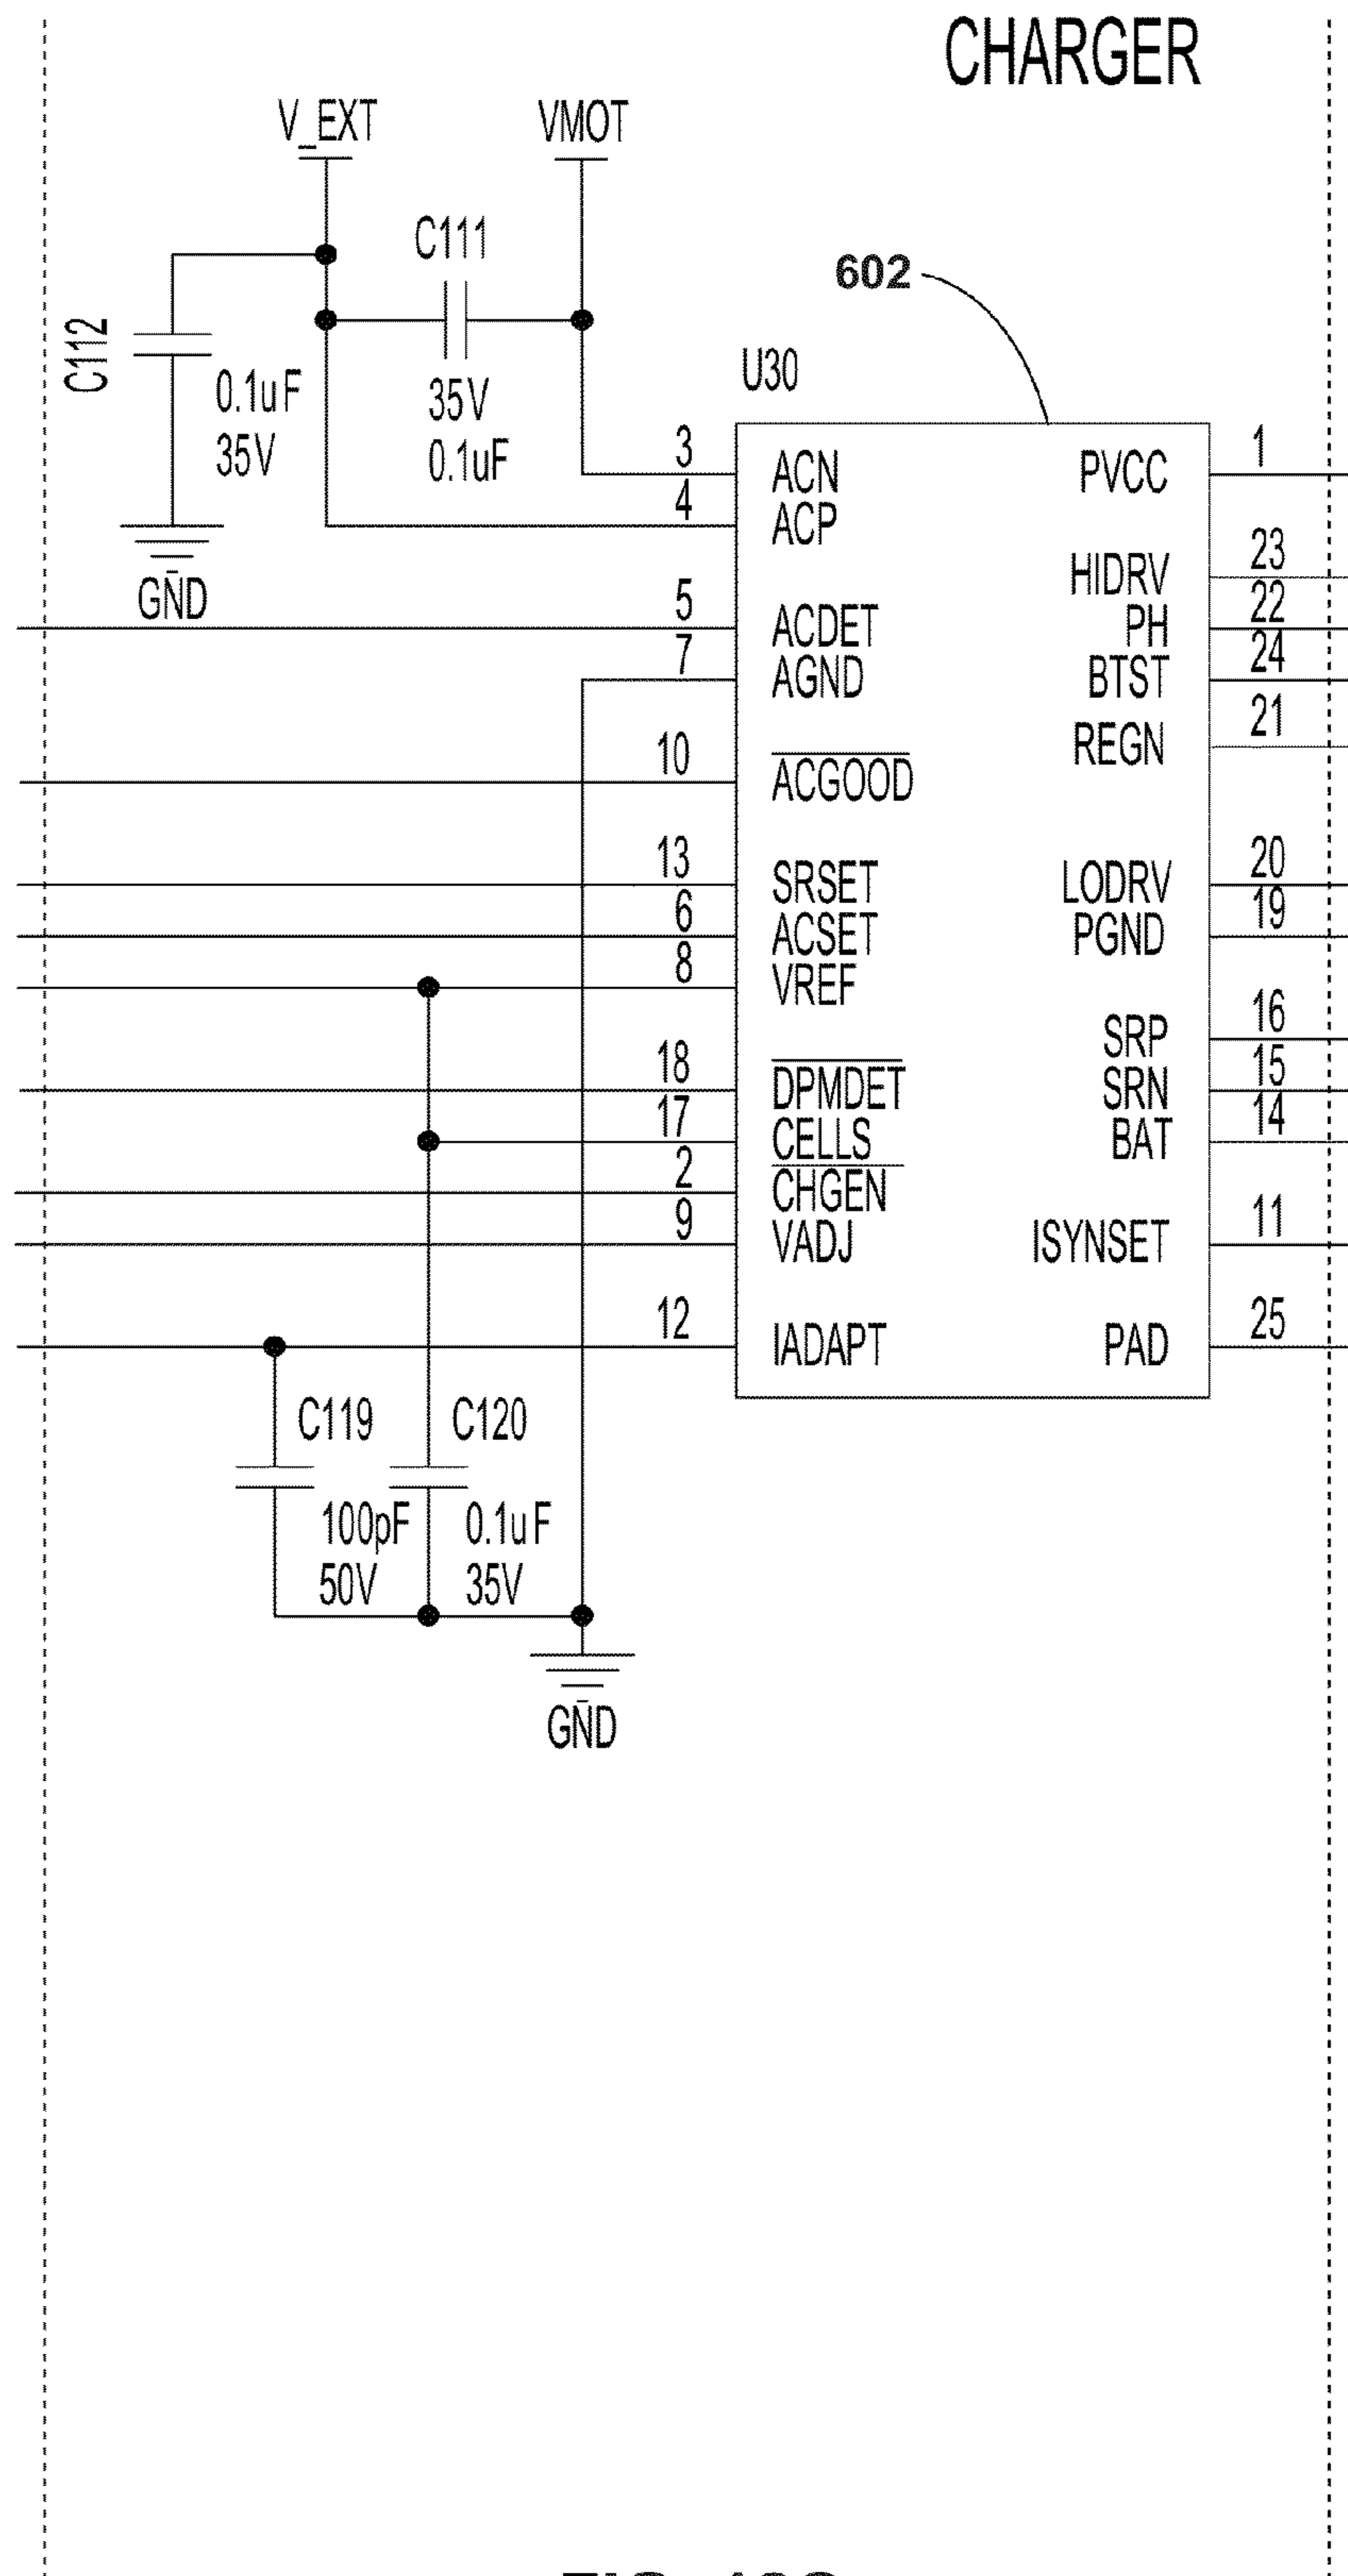 CHARGER
V_EXT
VMOT
C111
602
C112
0.1uF
35V
35V
0.1uF
U30
GND
3 ACN
4 ACP
5 ACDET
7 AGND
10 ACGOOD
13 SRSET
6 ACSET
8 VREF
18 DPMDET
17 CELLS
2 CHGEN
9 VADJ
12 IADAPT
PVCC 1
HIDRV 23
PH 22
BTST 24
REGN 21
LODRV 20
PGND 19
SRP 16
SRN 15
BAT 14
ISYNSET 11
PAD 25
C119
100pF
50V
C120
0.1uF
35V
GND